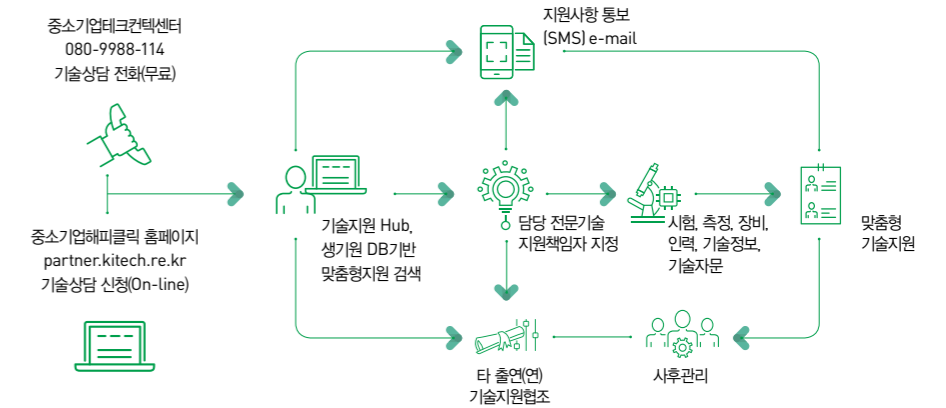 중소기업테크컨텍센터
080-9988-114
기술상담 전화(무료)
중소기업해피클릭 홈페이지
partner.kitech.re.kr
기술상담 신청(On-line)
기술지원 Hub,
생기원 DB기반
맞춤형지원 검색
지원사항 통보
(SMS) e-mail
담당 전문기술
지원책임자 지정
시험, 측정, 장비,
인력, 기술정보,
기술자문
맞춤형
기술지원
타 출연(연)
기술지원협조
사후관리